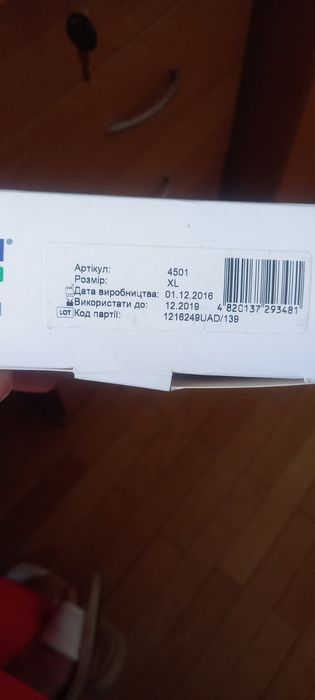 Артікул: 4501
Розмір: XL
Дата виробництва: 01.12.2016
Використати до: 12.2019
LOT Код партії: 1216249UAD/139
4 820137 293481
®